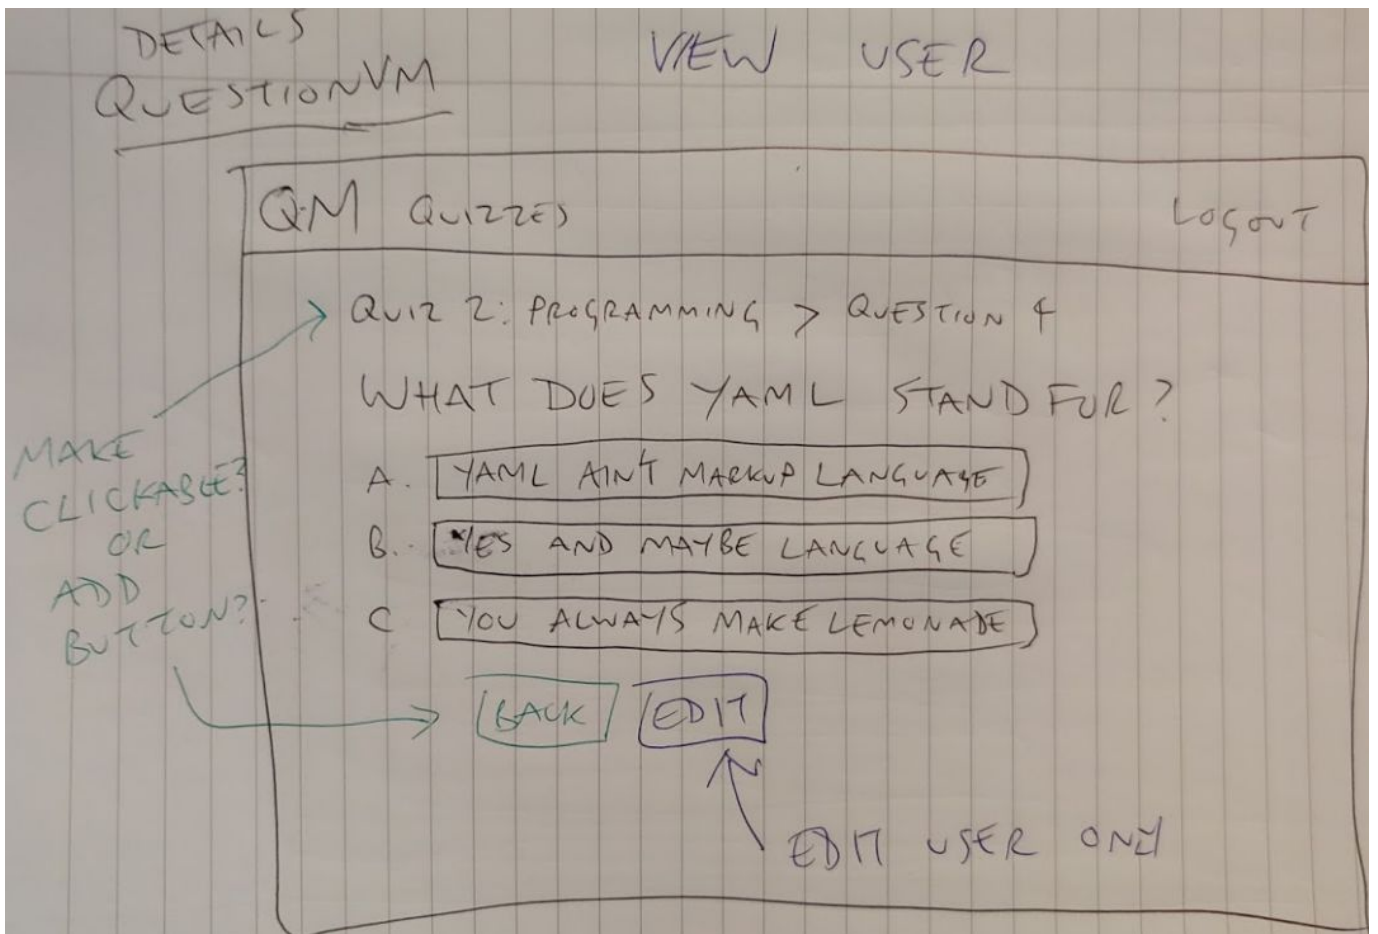 DETAILS
QUESTIONVM
VIEW USER
QM QUIZZES LOGOUT
QUIZ 2: PROGRAMMING > QUESTION 4
WHAT DOES YAML STAND FOR?
A. YAML AIN'T MARKUP LANGUAGE
B. YES AND MAYBE LANGUAGE
C YOU ALWAYS MAKE LEMONADE
BACK EDIT
EDIT USER ONLY
MAKE
CLICKABLE?
OR
ADD
BUTTON?